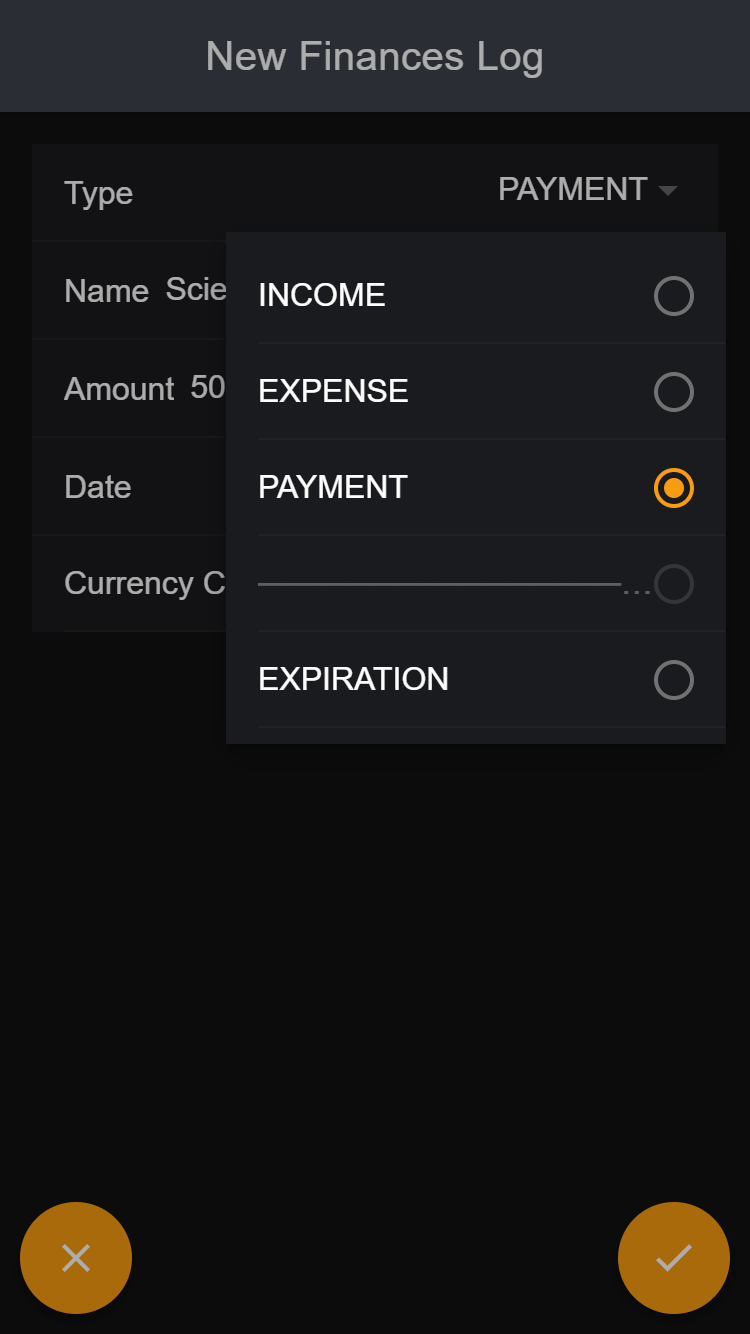 New Finances Log
Type PAYMENT
Name Scie
Amount 50
Date
Currency C
INCOME
EXPENSE
PAYMENT
...
EXPIRATION